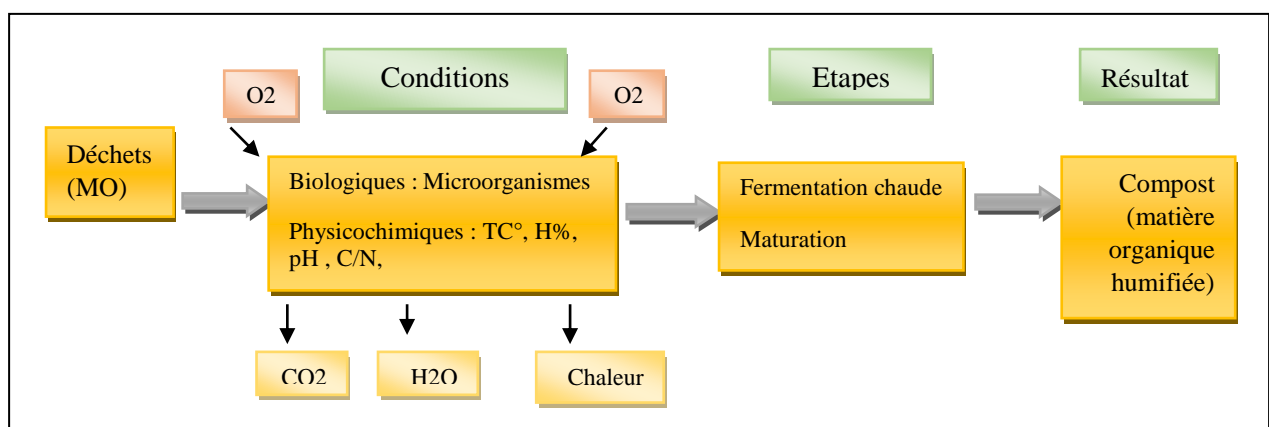 Conditions
Etapes
Résultat
O2
O2
Déchets
(MO)
Biologiques : Microorganismes
Physicochimiques : TC°, H%,
pH , C/N,
Fermentation chaude
Maturation
Compost
(matière
organique
humifiée)
CO2
H2O
Chaleur